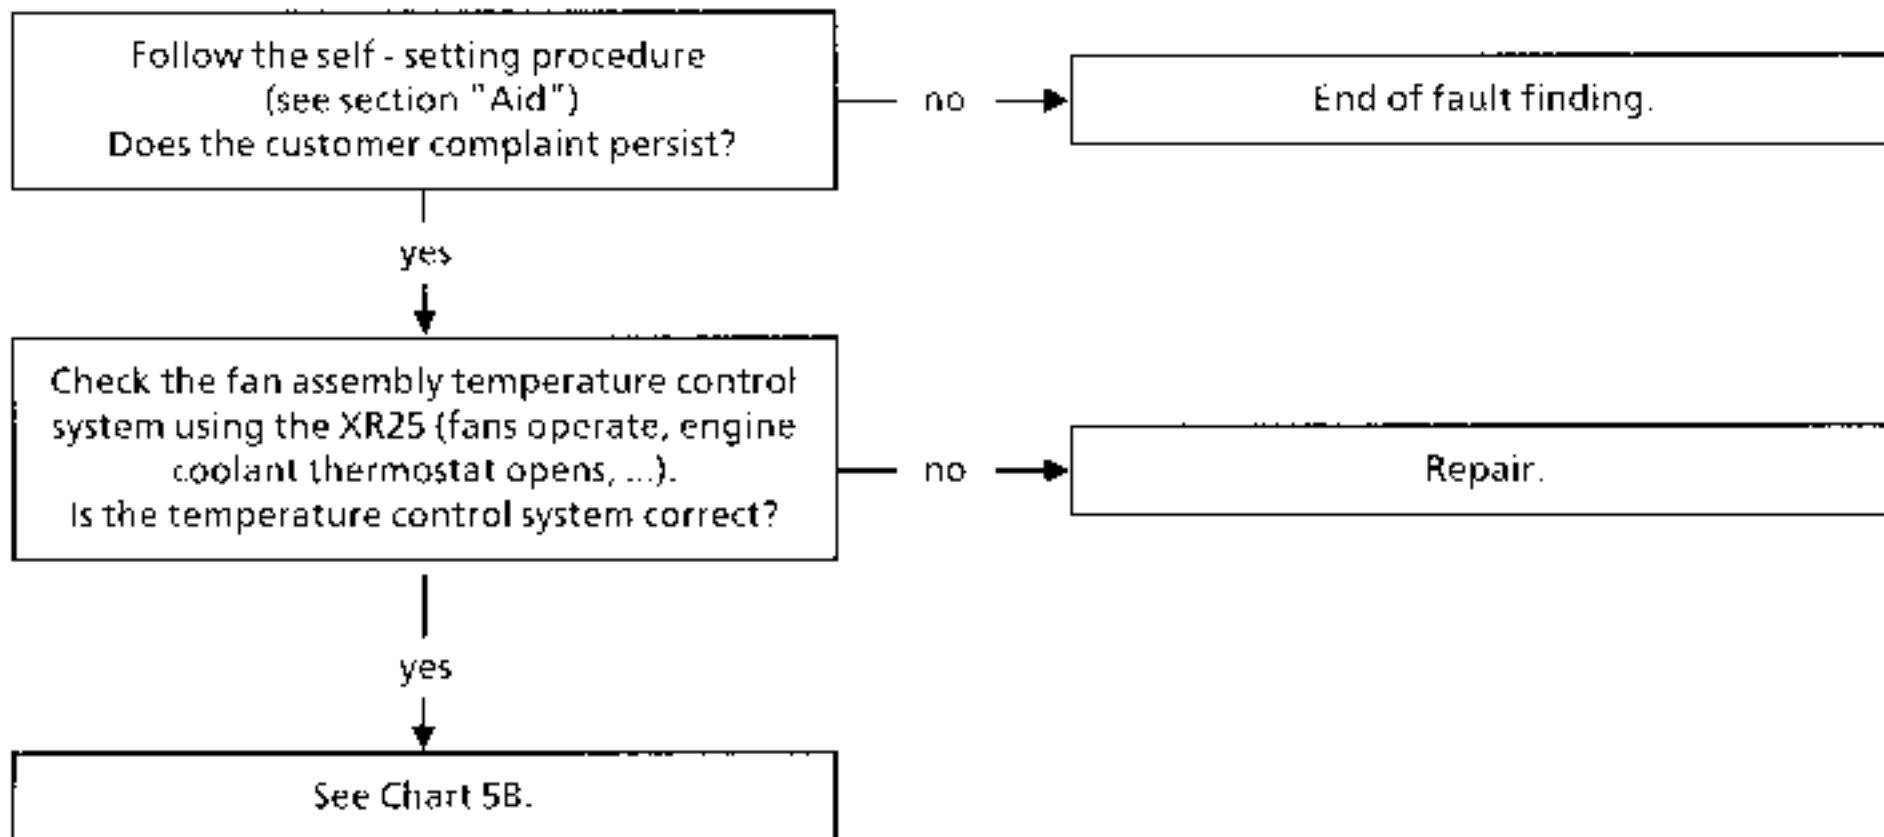 Follow the self - setting procedure
(see section "Aid")
Does the customer complaint persist?
no
End of fault finding.
yes
Check the fan assembly temperature control
system using the XR25 (fans operate, engine
coolant thermostat opens, ...).
Is the temperature control system correct?
no
Repair.
yes
See Chart 5B.